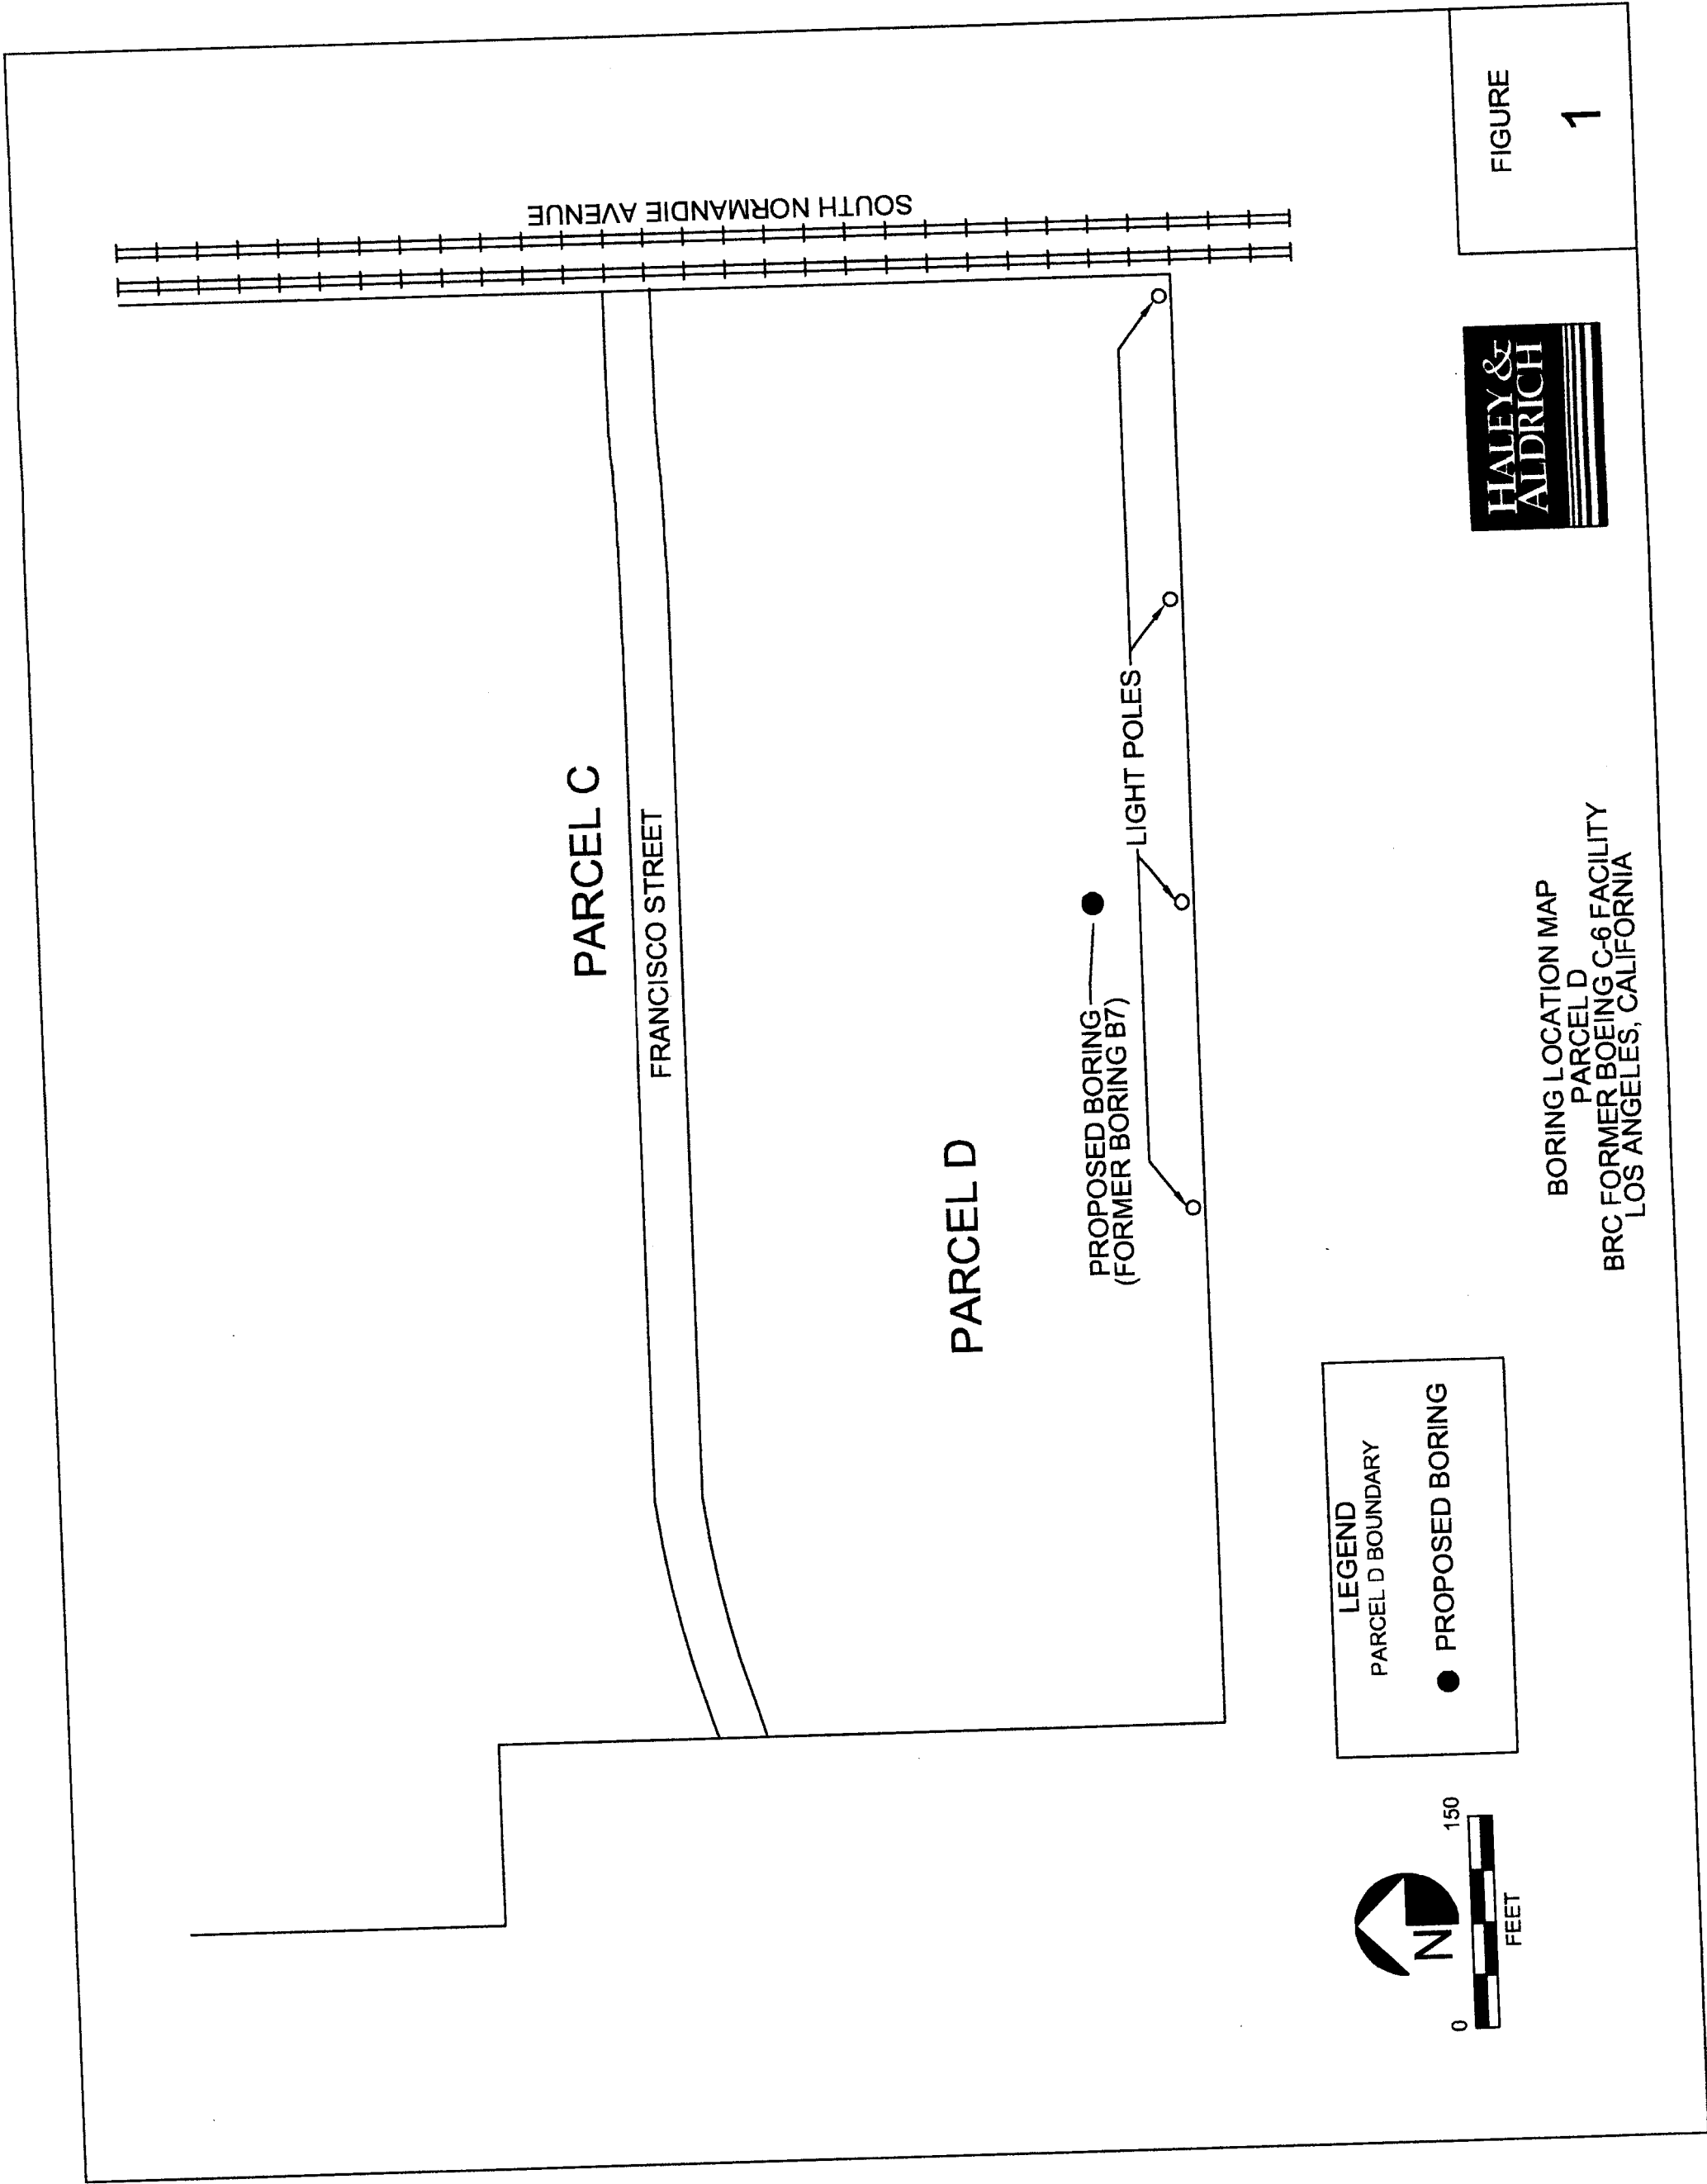 SOUTH NORMANDIE AVENUE
PARCEL C
FRANCISCO STREET
PARCEL D
PROPOSED BORING
(FORMER BORING B7)
LIGHT POLES
N
0
150
FEET
LEGEND
PARCEL D BOUNDARY
PROPOSED BORING
BORING LOCATION MAP
PARCEL D
BRC FORMER BOEING C-6 FACILITY
LOS ANGELES, CALIFORNIA
HALEY &
ALDRICH
FIGURE
1